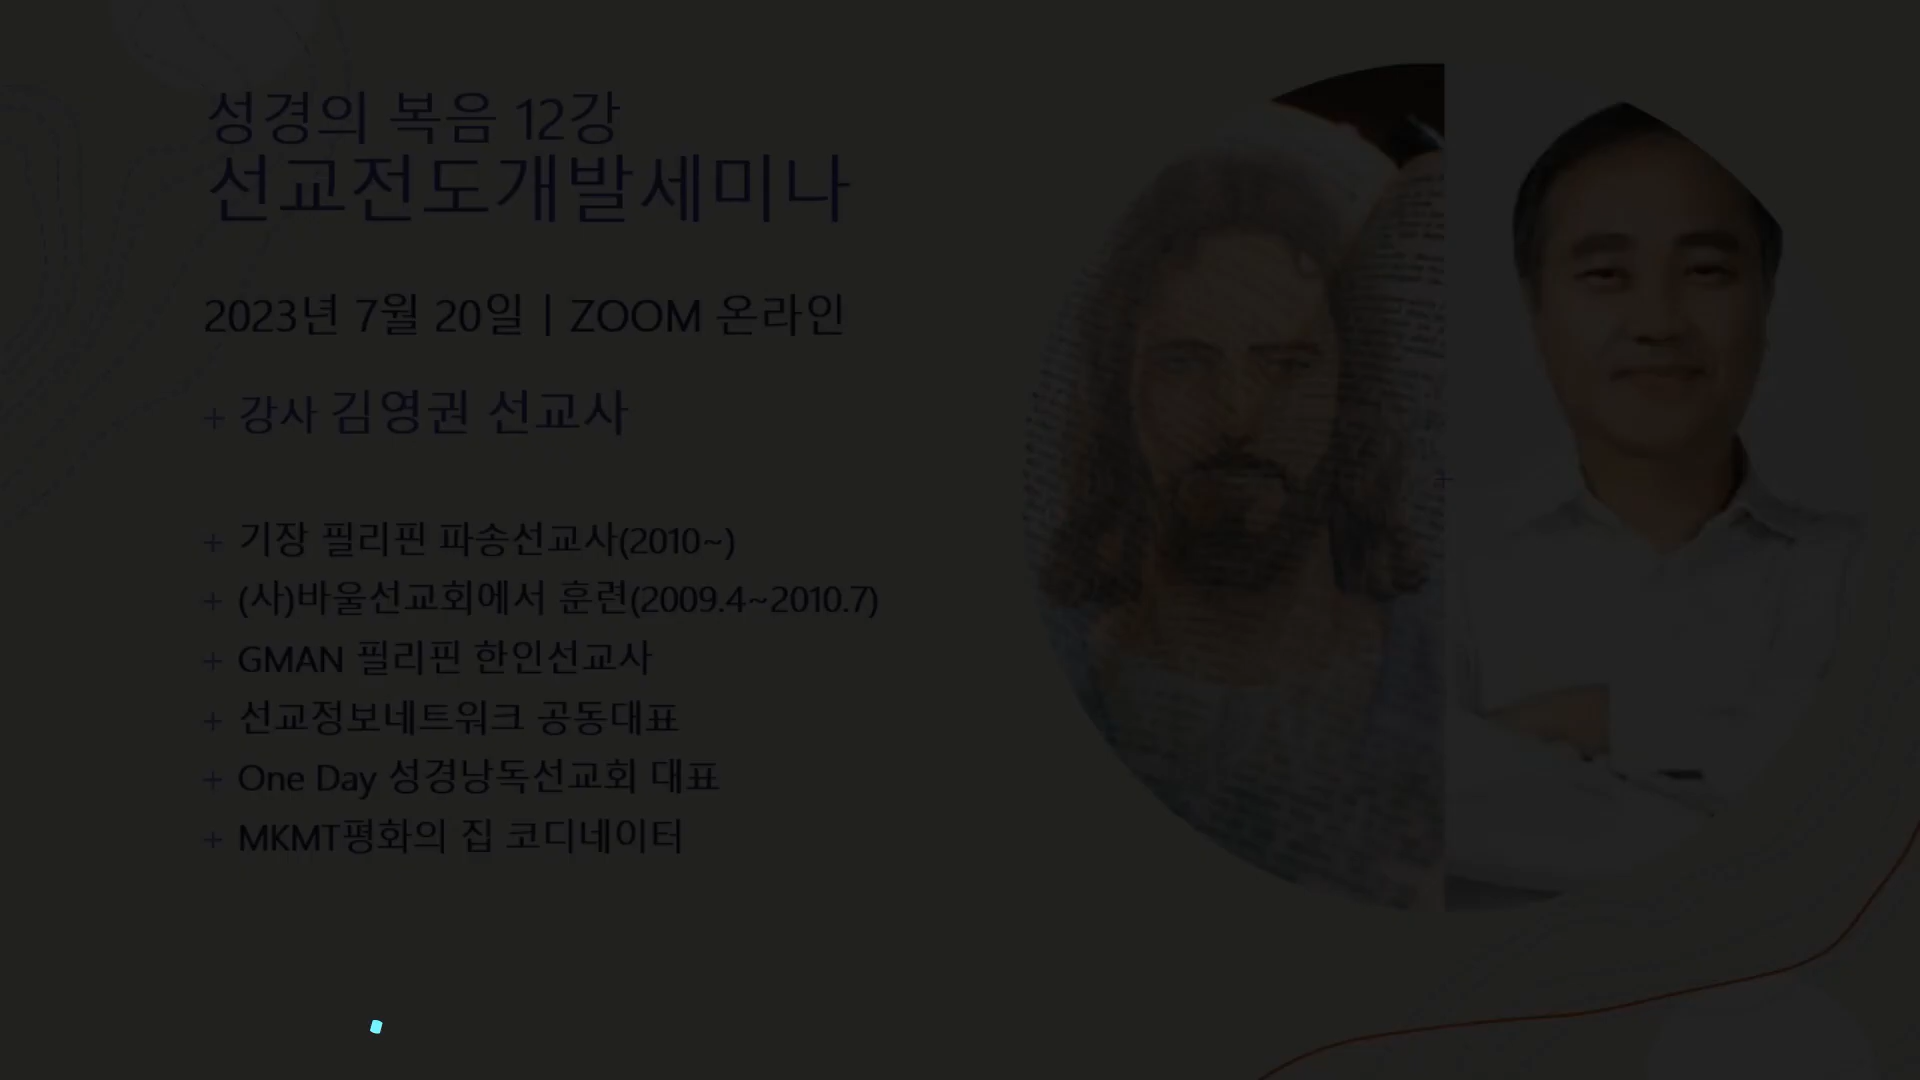 성경의 복음 12강
선교전도개발세미나
2023년 7월 20일 | ZOOM 온라인
+ 강사 김영권 선교사
+ 기장 필리핀 파송선교사(2010~)
+ (사)바울선교회에서 훈련(2009.4~2010.7)
+ GMAN 필리핀 한인선교사
+ 선교정보네트워크 공동대표
+ One Day 성경낭독선교회 대표
+ MKMT평화의 집 코디네이터